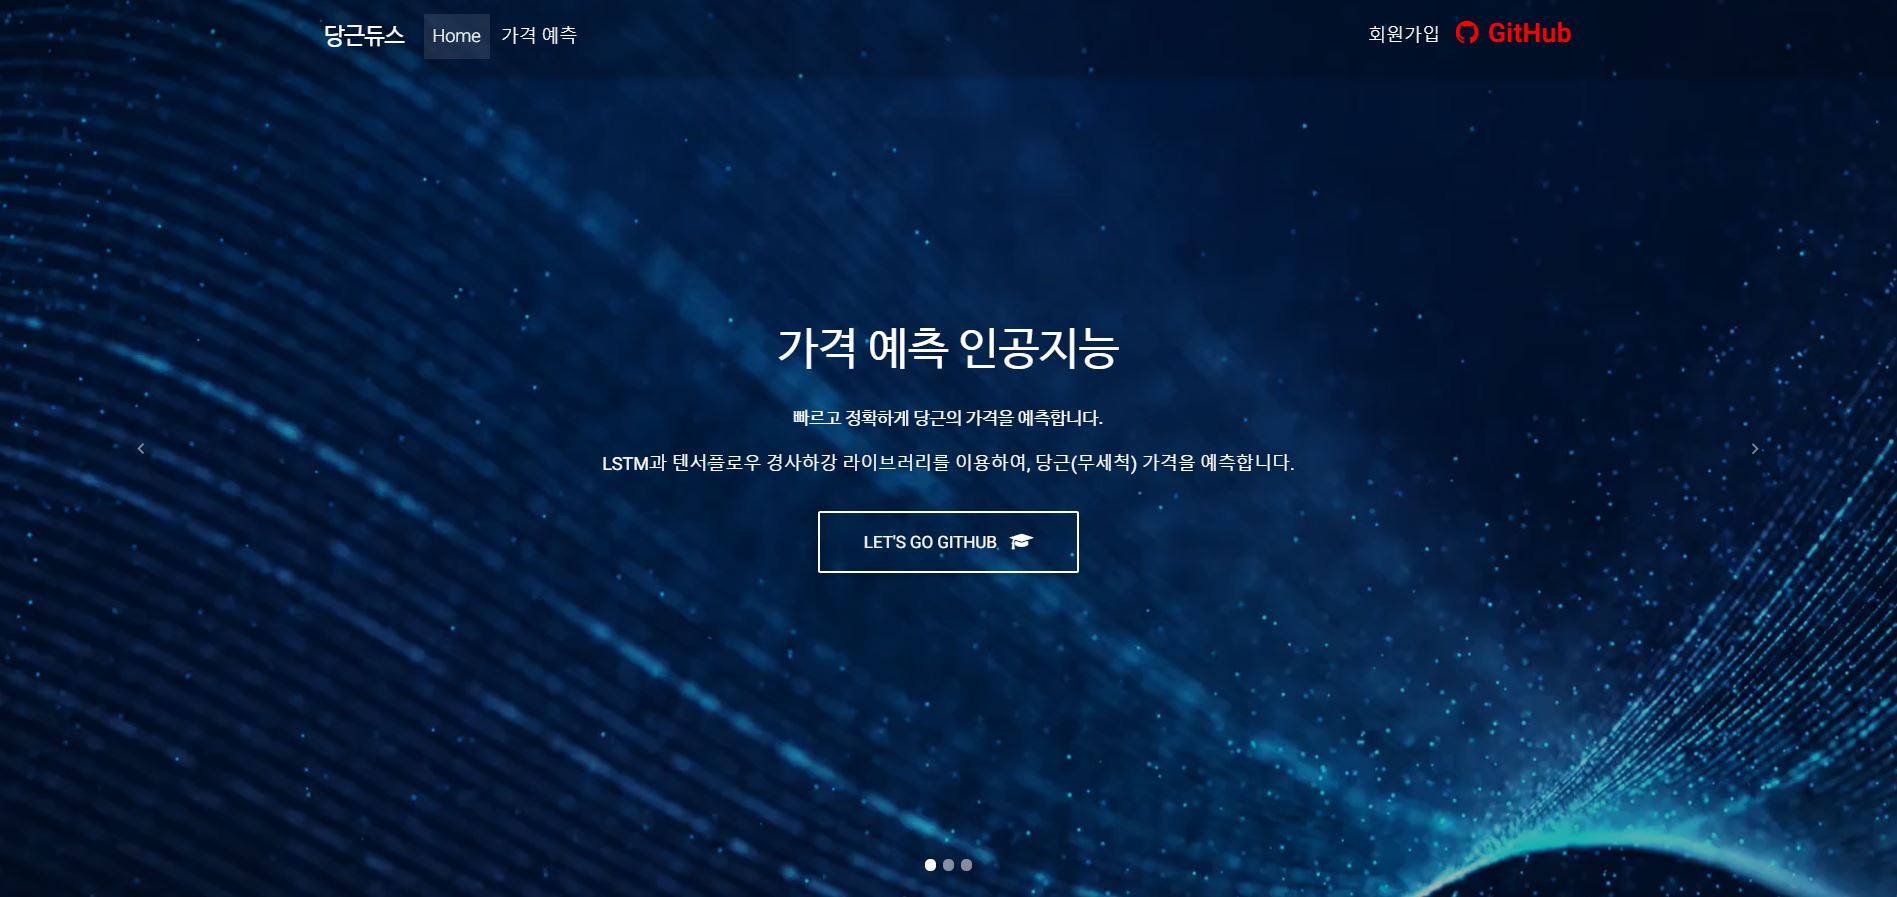 당근듀스 Home 가격 예측 회원가입 GitHub
가격 예측 인공지능
빠르고 정확하게 당근의 가격을 예측합니다.
LSTM과 텐서플로우 경사하강 라이브러리를 이용하여, 당근(무세척) 가격을 예측합니다.
LET'S GO GITHUB